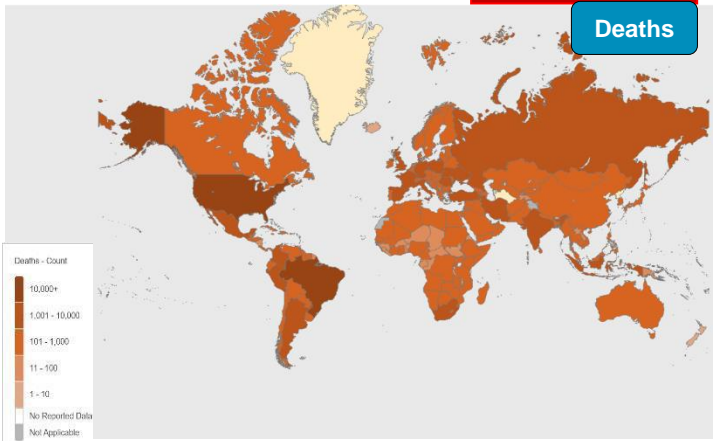 Deaths
Deaths - Count
10,000+
1,001 - 10,000
101 - 1,000
11 - 100
1 - 10
No Reported Data
Not Applicable